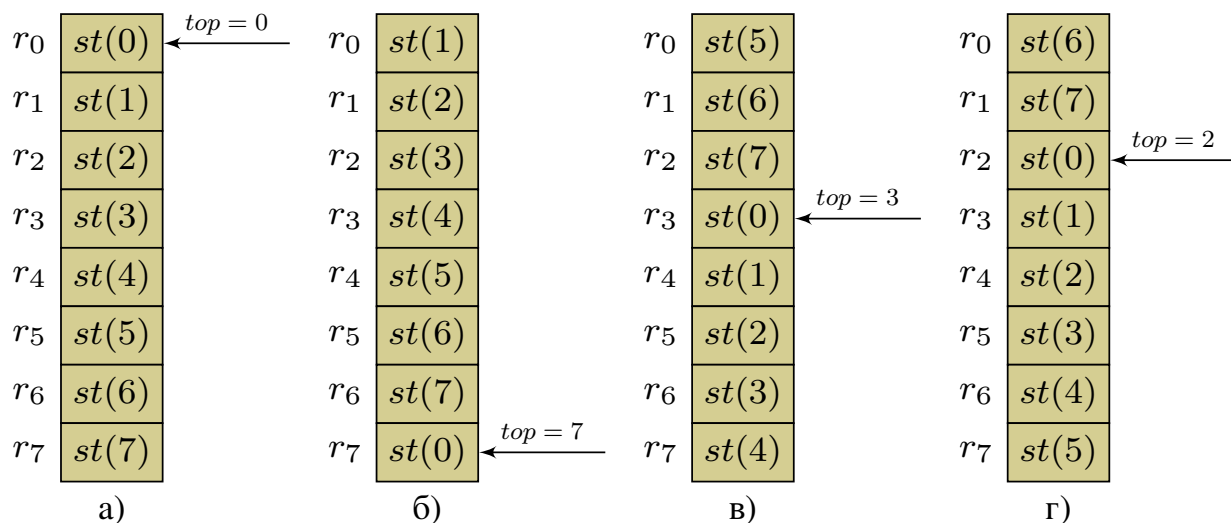 r₀ st(0) top = 0 r₀ st(1) r₀ st(5) r₀ st(6)
r₁ st(1) r₁ st(2) r₁ st(6) r₁ st(7)
r₂ st(2) r₂ st(3) r₂ st(7) r₂ st(0) top = 2
r₃ st(3) r₃ st(4) r₃ st(0) top = 3 r₃ st(1)
r₄ st(4) r₄ st(5) r₄ st(1) r₄ st(2)
r₅ st(5) r₅ st(6) r₅ st(2) r₅ st(3)
r₆ st(6) r₆ st(7) r₆ st(3) r₆ st(4)
r₇ st(7) r₇ st(0) top = 7 r₇ st(4) r₇ st(5)
а) б) в) г)